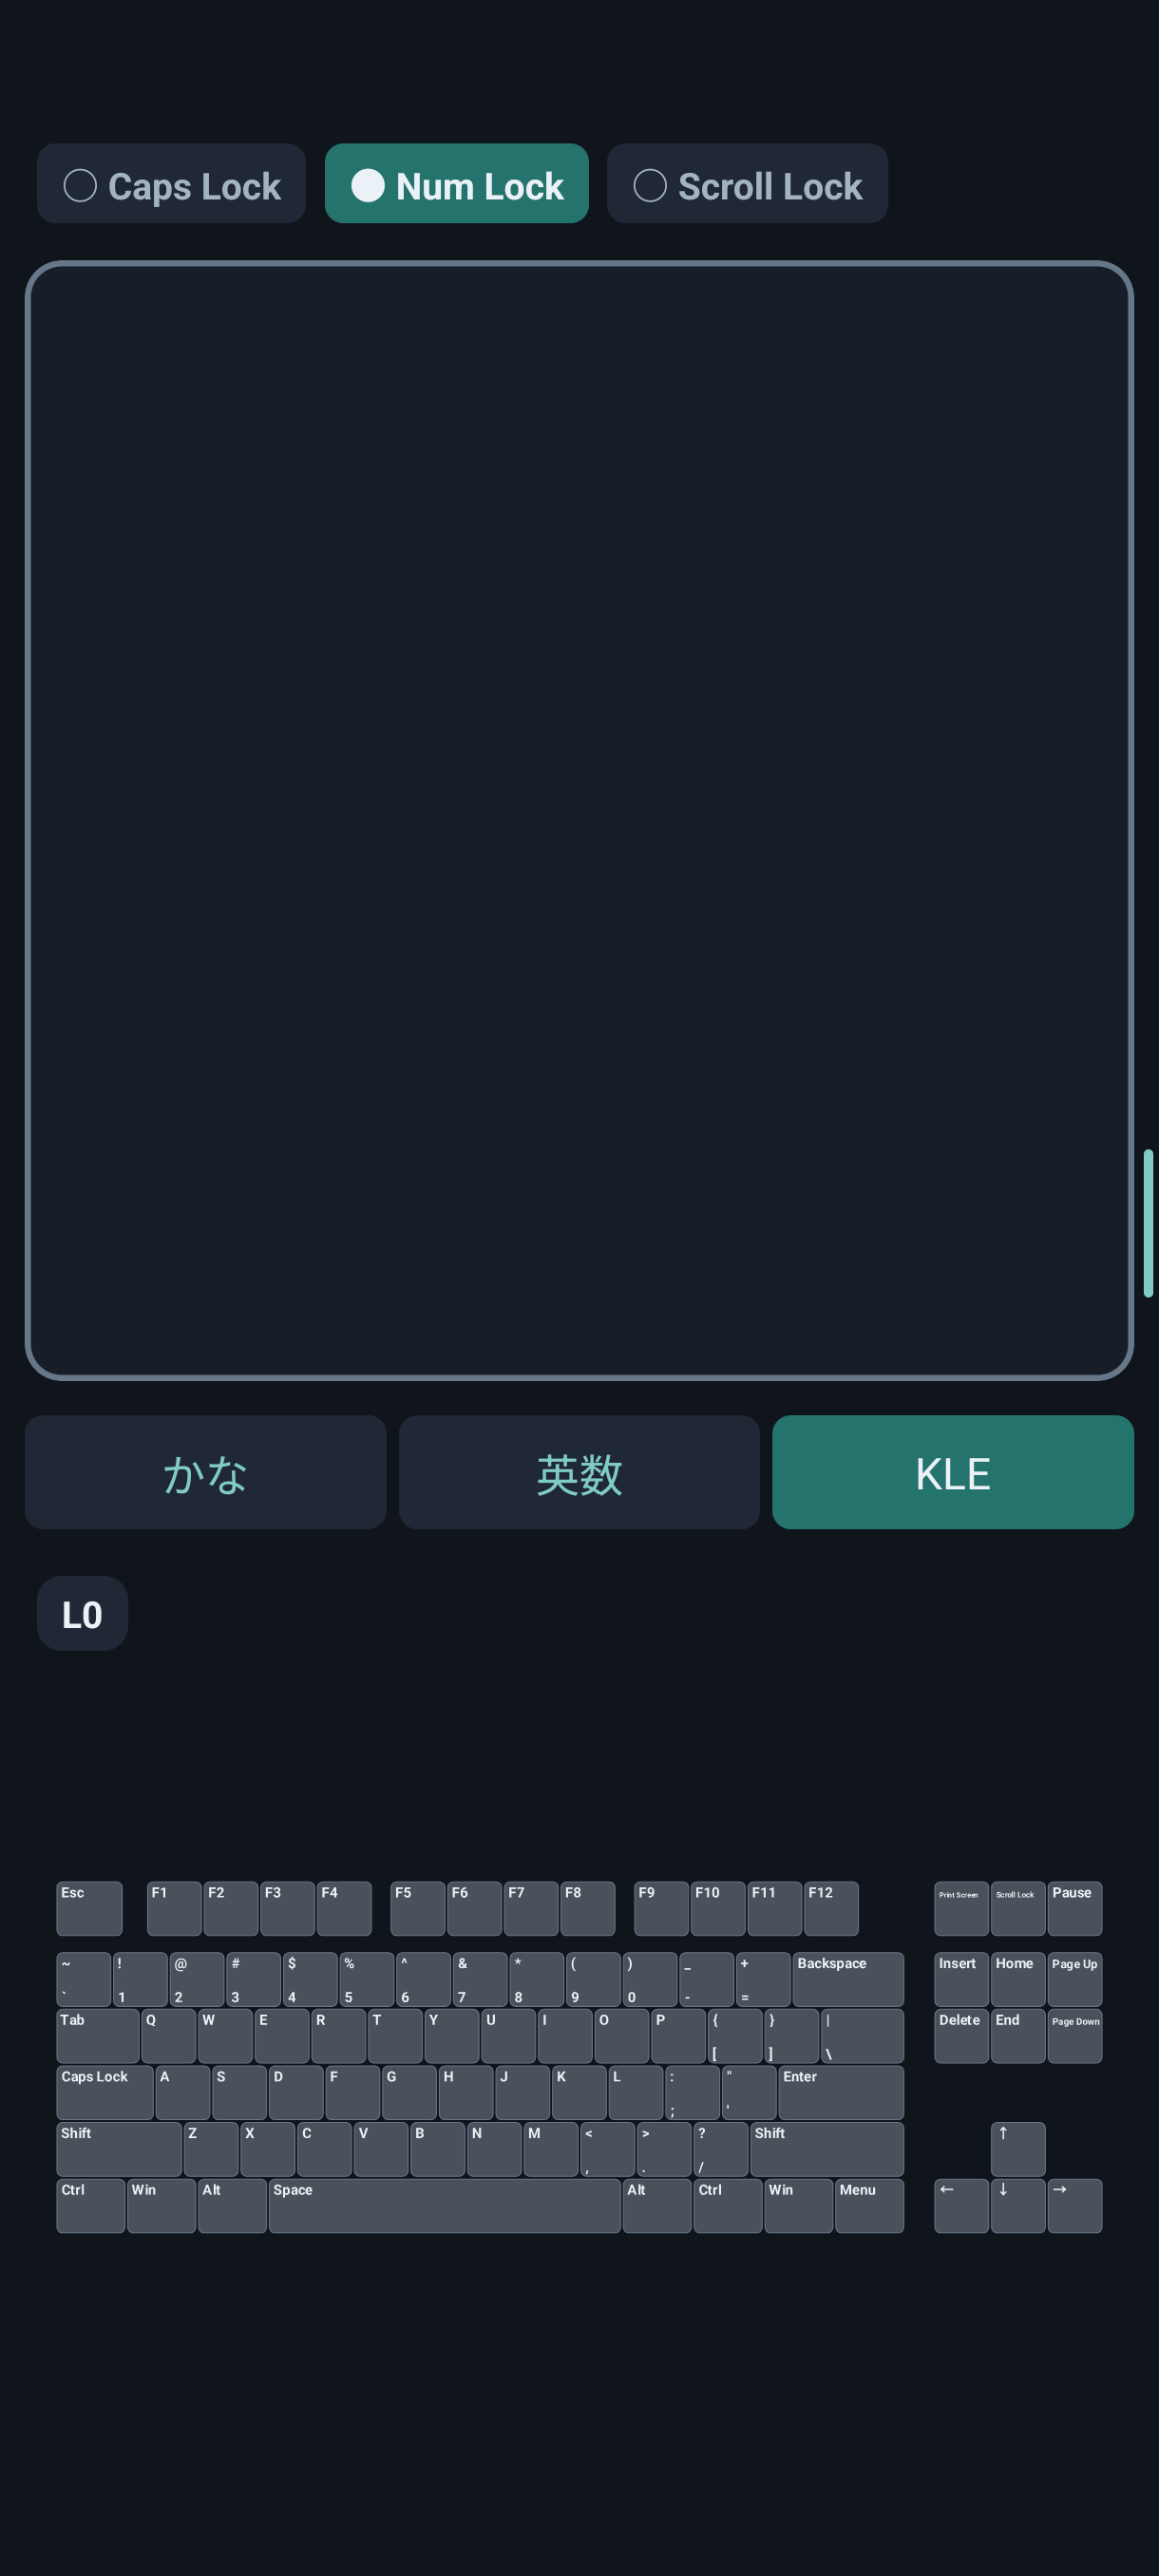 Caps Lock Num Lock Scroll Lock
かな 英数 KLE
L0
Esc F1 F2 F3 F4 F5 F6 F7 F8 F9 F10 F11 F12 Print Screen Scroll Lock Pause
~ ! @ # $ % ^ & * ( ) _ + Backspace Insert Home Page Up
` 1 2 3 4 5 6 7 8 9 0 - =
Tab Q W E R T Y U I O P { } | Delete End Page Down
[ ] \
Caps Lock A S D F G H J K L : " Enter
; '
Shift Z X C V B N M < > ? Shift ↑
, . /
Ctrl Win Alt Space Alt Ctrl Win Menu ← ↓ →